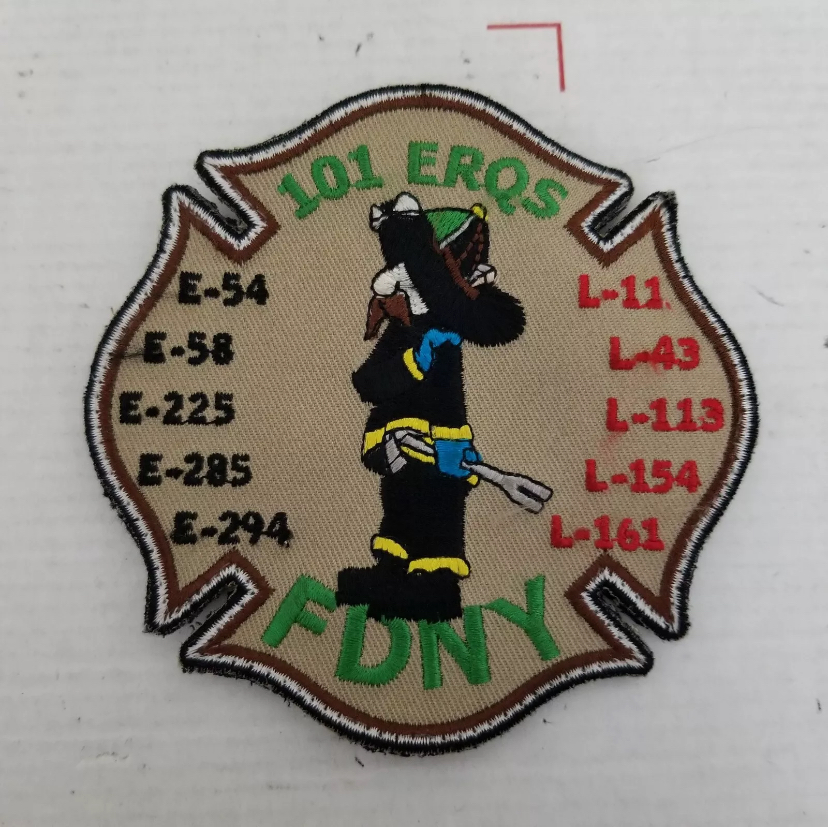 101 ERQS
E-54
E-58
E-225
E-285
E-294
L-11
L-43
L-113
L-154
L-161
FDNY